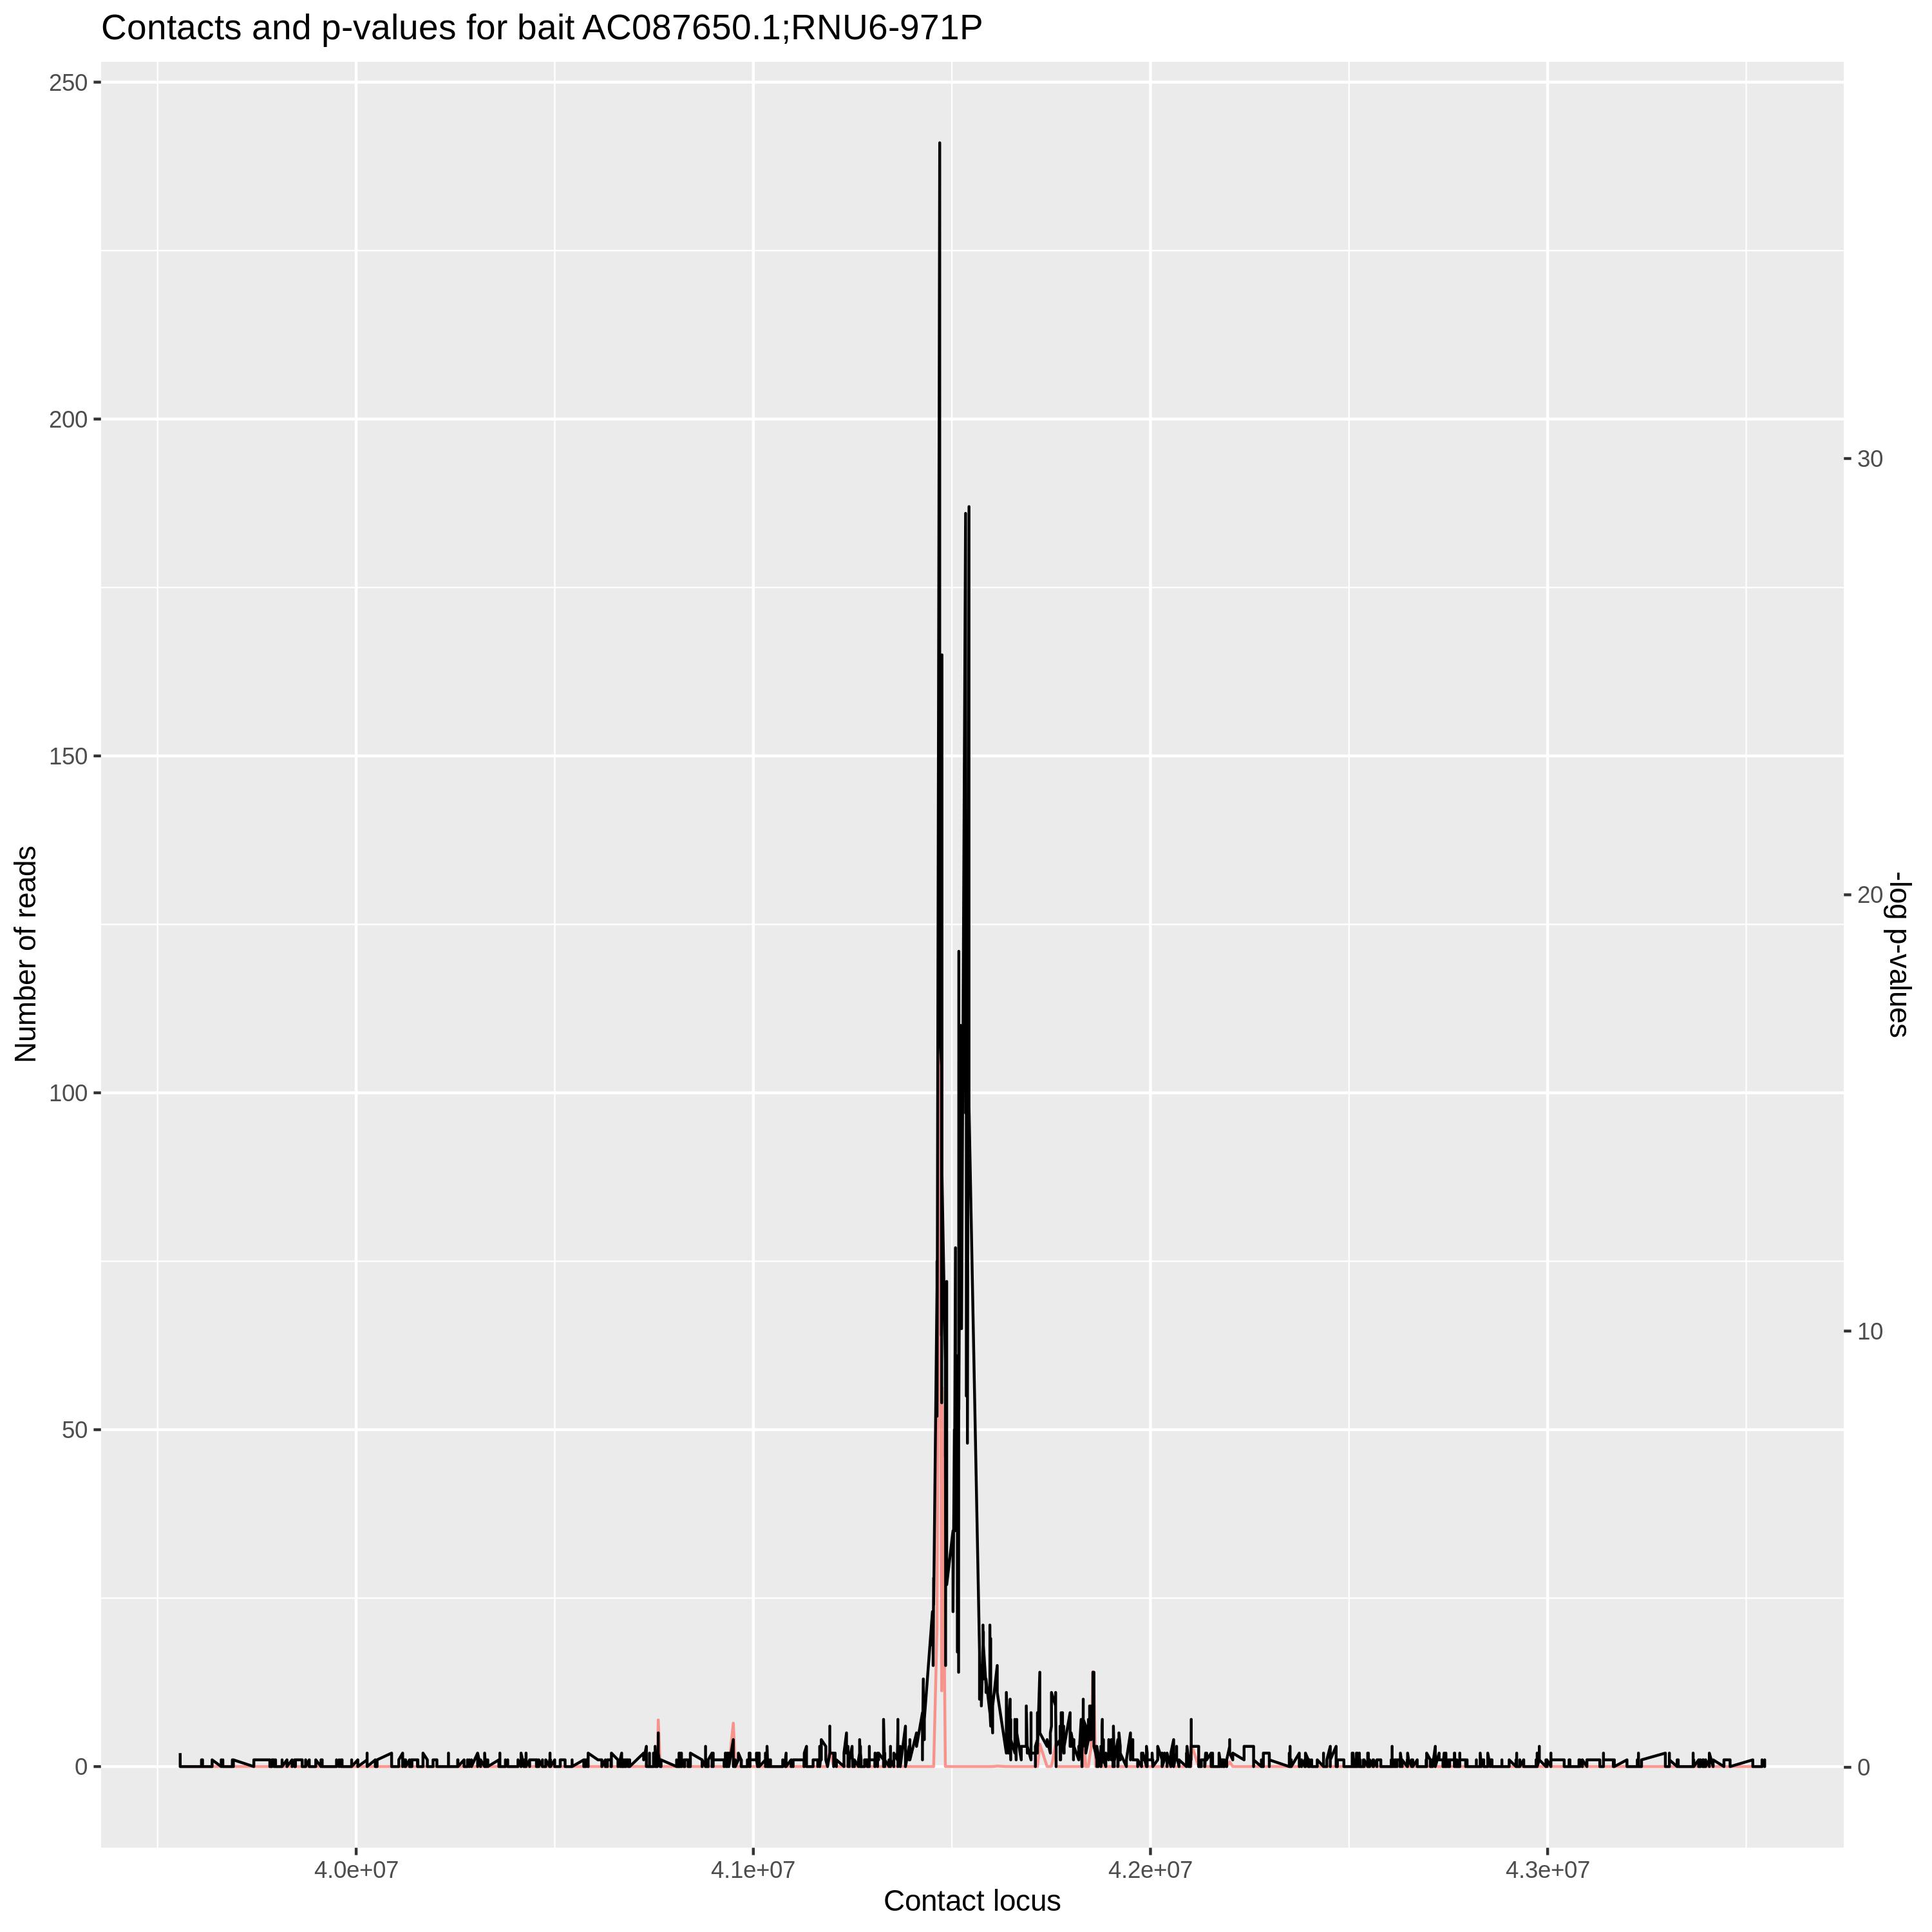 Contacts and p-values for bait AC087650.1;RNU6-971P
250
200
150
100
50
0
Number of reads
30
20
10
0
-log p-values
4.0e+07
4.1e+07
4.2e+07
4.3e+07
Contact locus